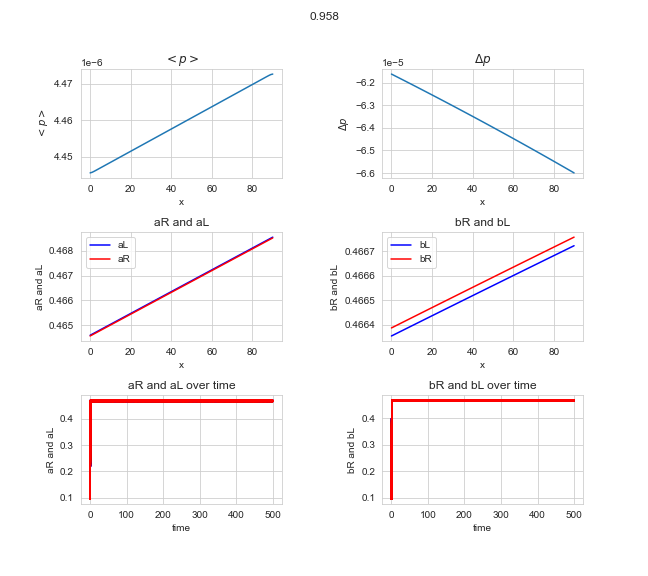 0.958
< p >
Δp
1e−6
1e−5
4.47
4.46
4.45
< p >
0 20 40 60 80
x
−6.2
−6.3
−6.4
−6.5
−6.6
Δp
0 20 40 60 80
x
aR and aL
bR and bL
aL
aR
0.468
0.467
0.466
0.465
aR and aL
0 20 40 60 80
x
bL
bR
0.4667
0.4666
0.4665
0.4664
bR and bL
0 20 40 60 80
x
aR and aL over time
bR and bL over time
0.4
0.3
0.2
0.1
aR and aL
0 100 200 300 400 500
time
0.4
0.3
0.2
0.1
bR and bL
0 100 200 300 400 500
time